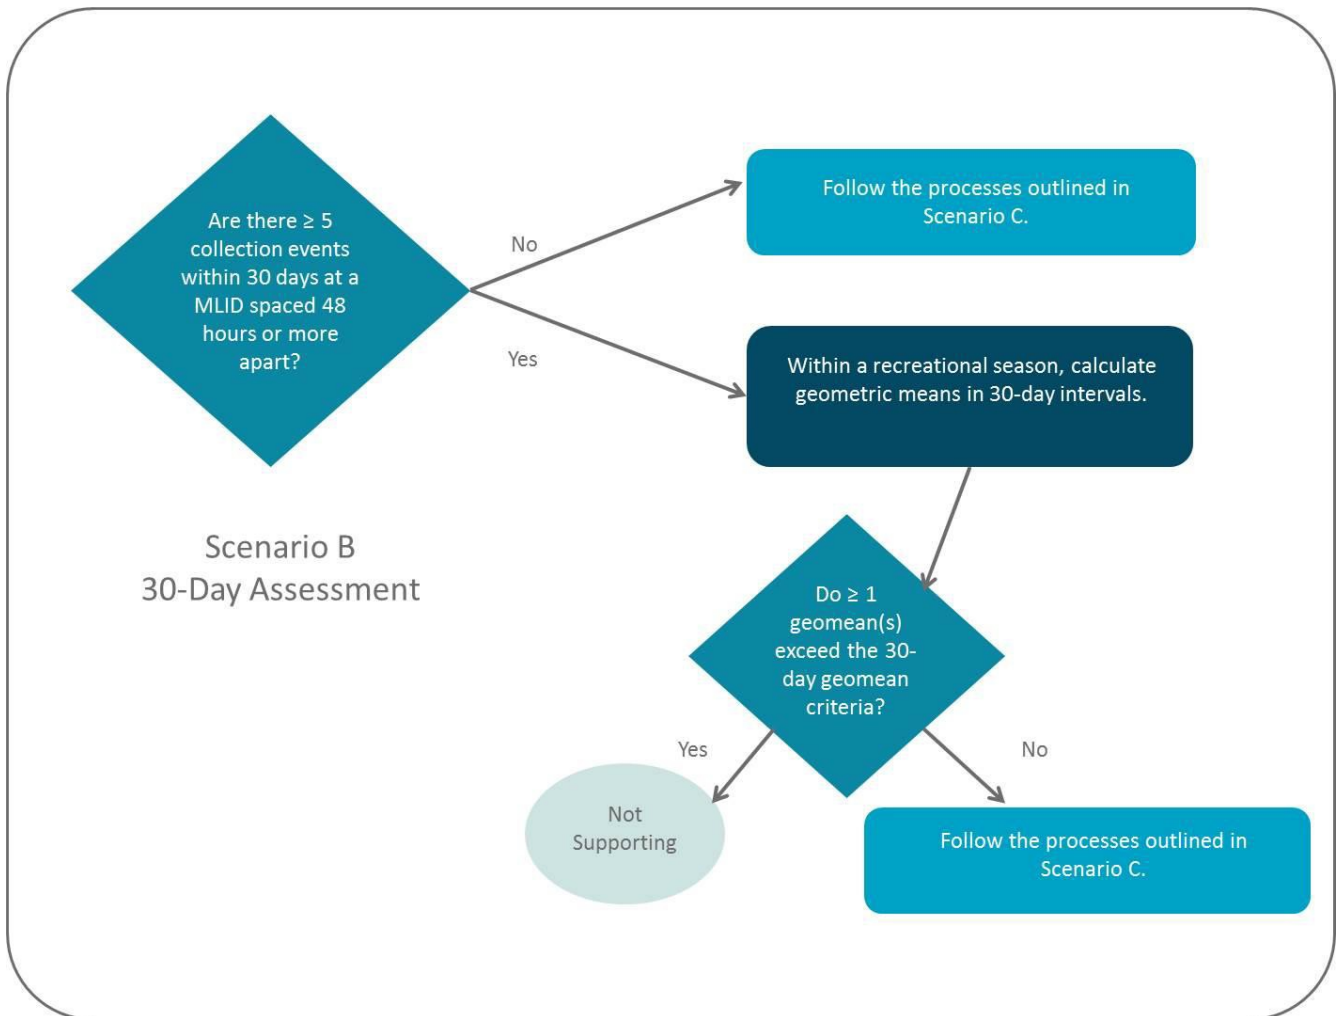 Are there ≥ 5
collection events
within 30 days at a
MLID spaced 48
hours or more
apart?
No
Yes
Follow the processes outlined in
Scenario C.
Within a recreational season, calculate
geometric means in 30-day intervals.
Scenario B
30-Day Assessment
Do ≥ 1
geomean(s)
exceed the 30-
day geomean
criteria?
Yes
No
Not
Supporting
Follow the processes outlined in
Scenario C.